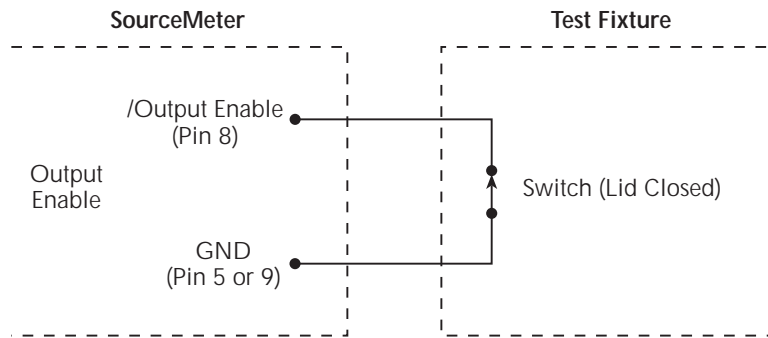 SourceMeter
Test Fixture
/Output Enable
(Pin 8)
Output
Enable
Switch (Lid Closed)
GND
(Pin 5 or 9)